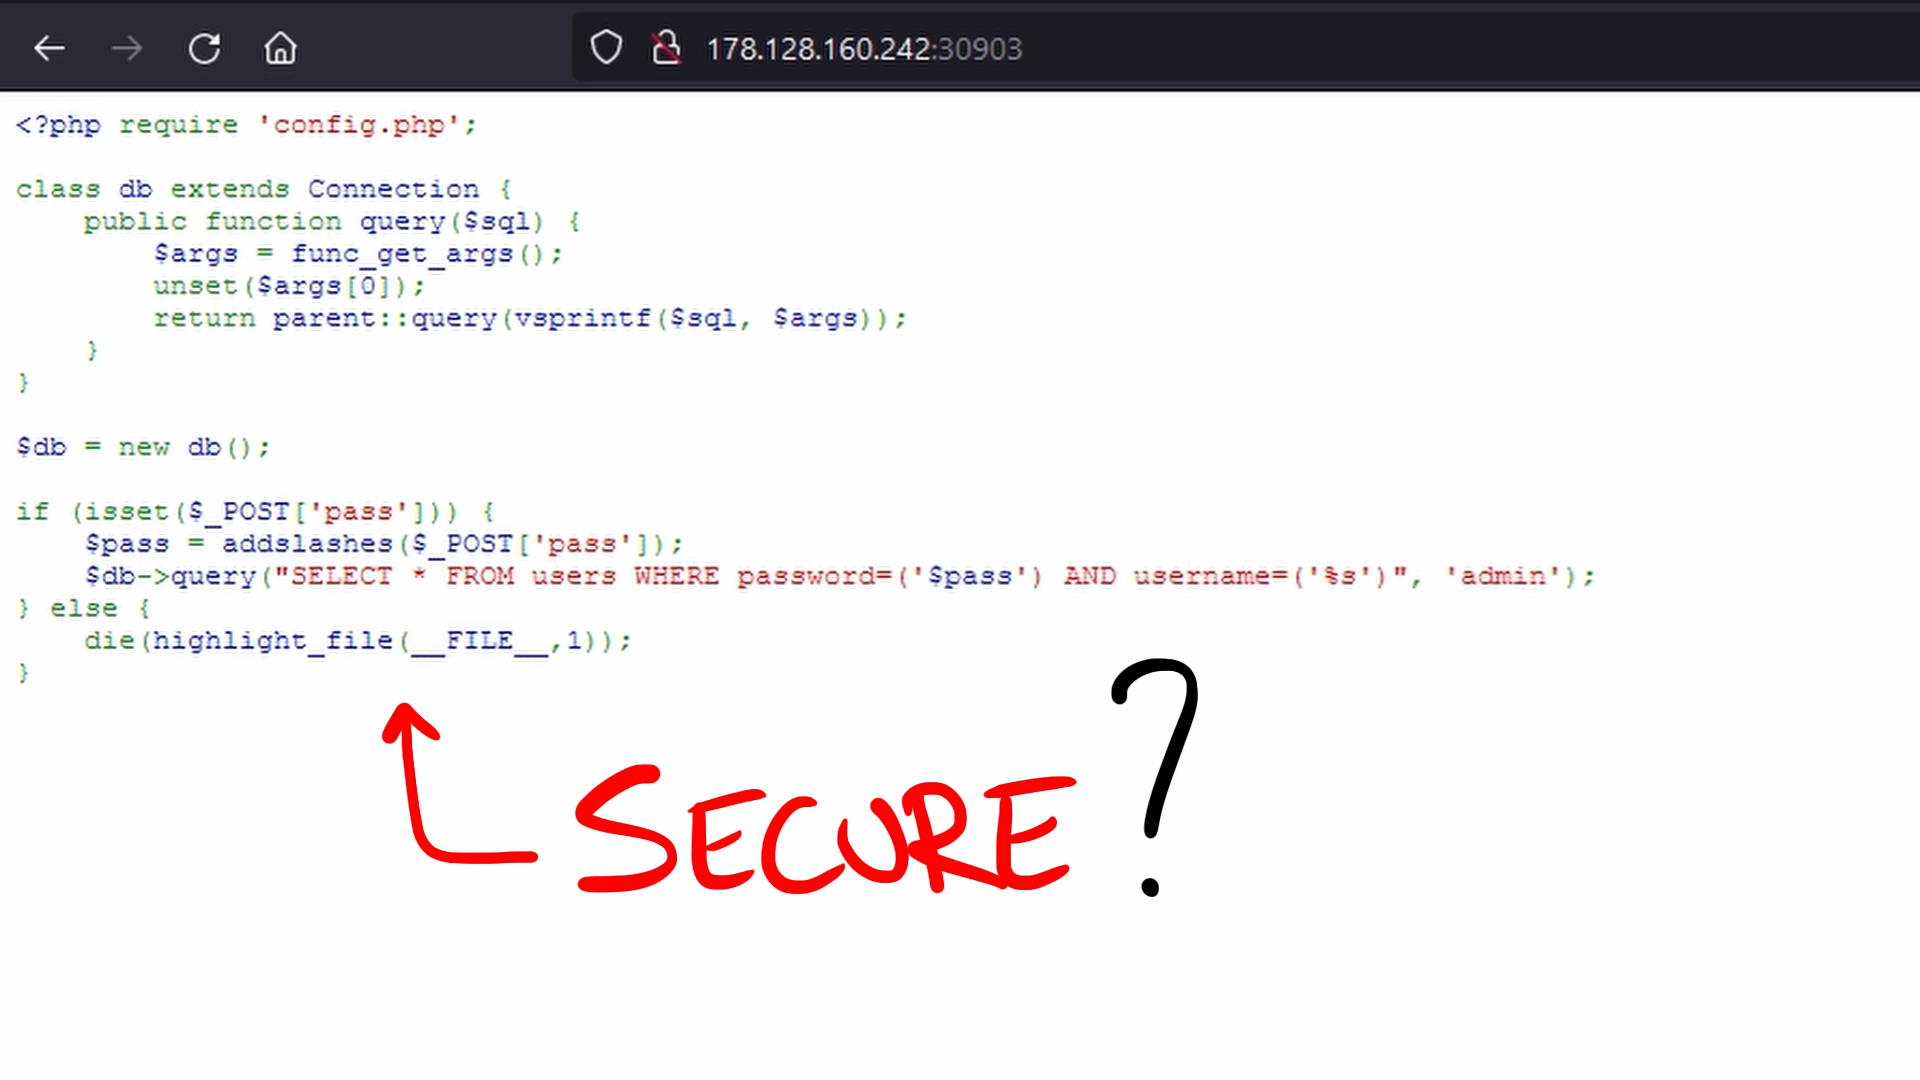 178.128.160.242:30903
<?php require 'config.php';
class db extends Connection {
    public function query($sql) {
        $args = func_get_args();
        unset($args[0]);
        return parent::query(vsprintf($sql, $args));
    }
}
$db = new db();
if (isset($_POST['pass'])) {
    $pass = addslashes($_POST['pass']);
    $db->query("SELECT * FROM users WHERE password=('$pass') AND username=('%s')", 'admin');
} else {
    die(highlight_file(__FILE__,1));
}
SECURE?